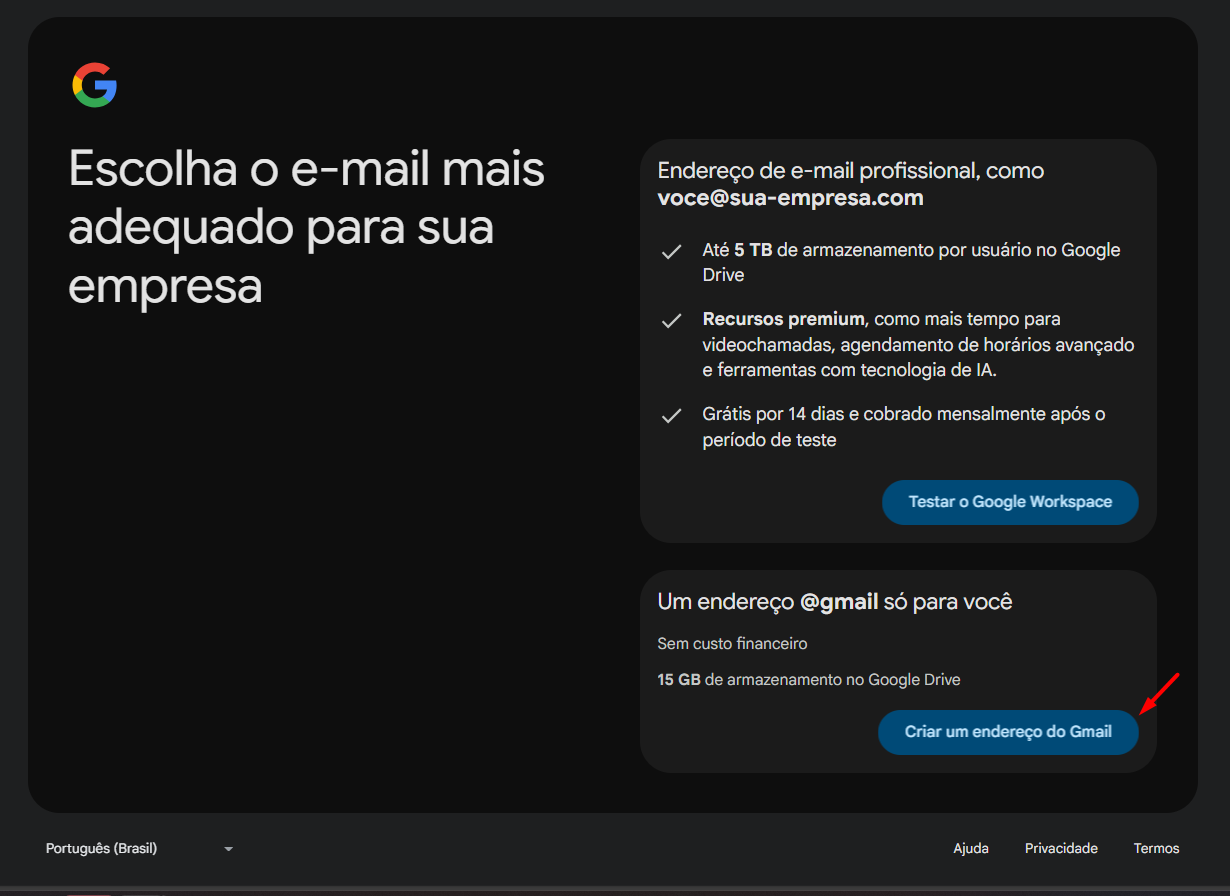 Escolha o e-mail mais
adequado para sua
empresa
Endereço de e-mail profissional, como
voce@sua-empresa.com
Até 5 TB de armazenamento por usuário no Google
Drive
Recursos premium, como mais tempo para
videochamadas, agendamento de horários avançado
e ferramentas com tecnologia de IA.
Grátis por 14 dias e cobrado mensalmente após o
período de teste
Testar o Google Workspace
Um endereço @gmail só para você
Sem custo financeiro
15 GB de armazenamento no Google Drive
Criar um endereço do Gmail
Português (Brasil)
Ajuda
Privacidade
Termos